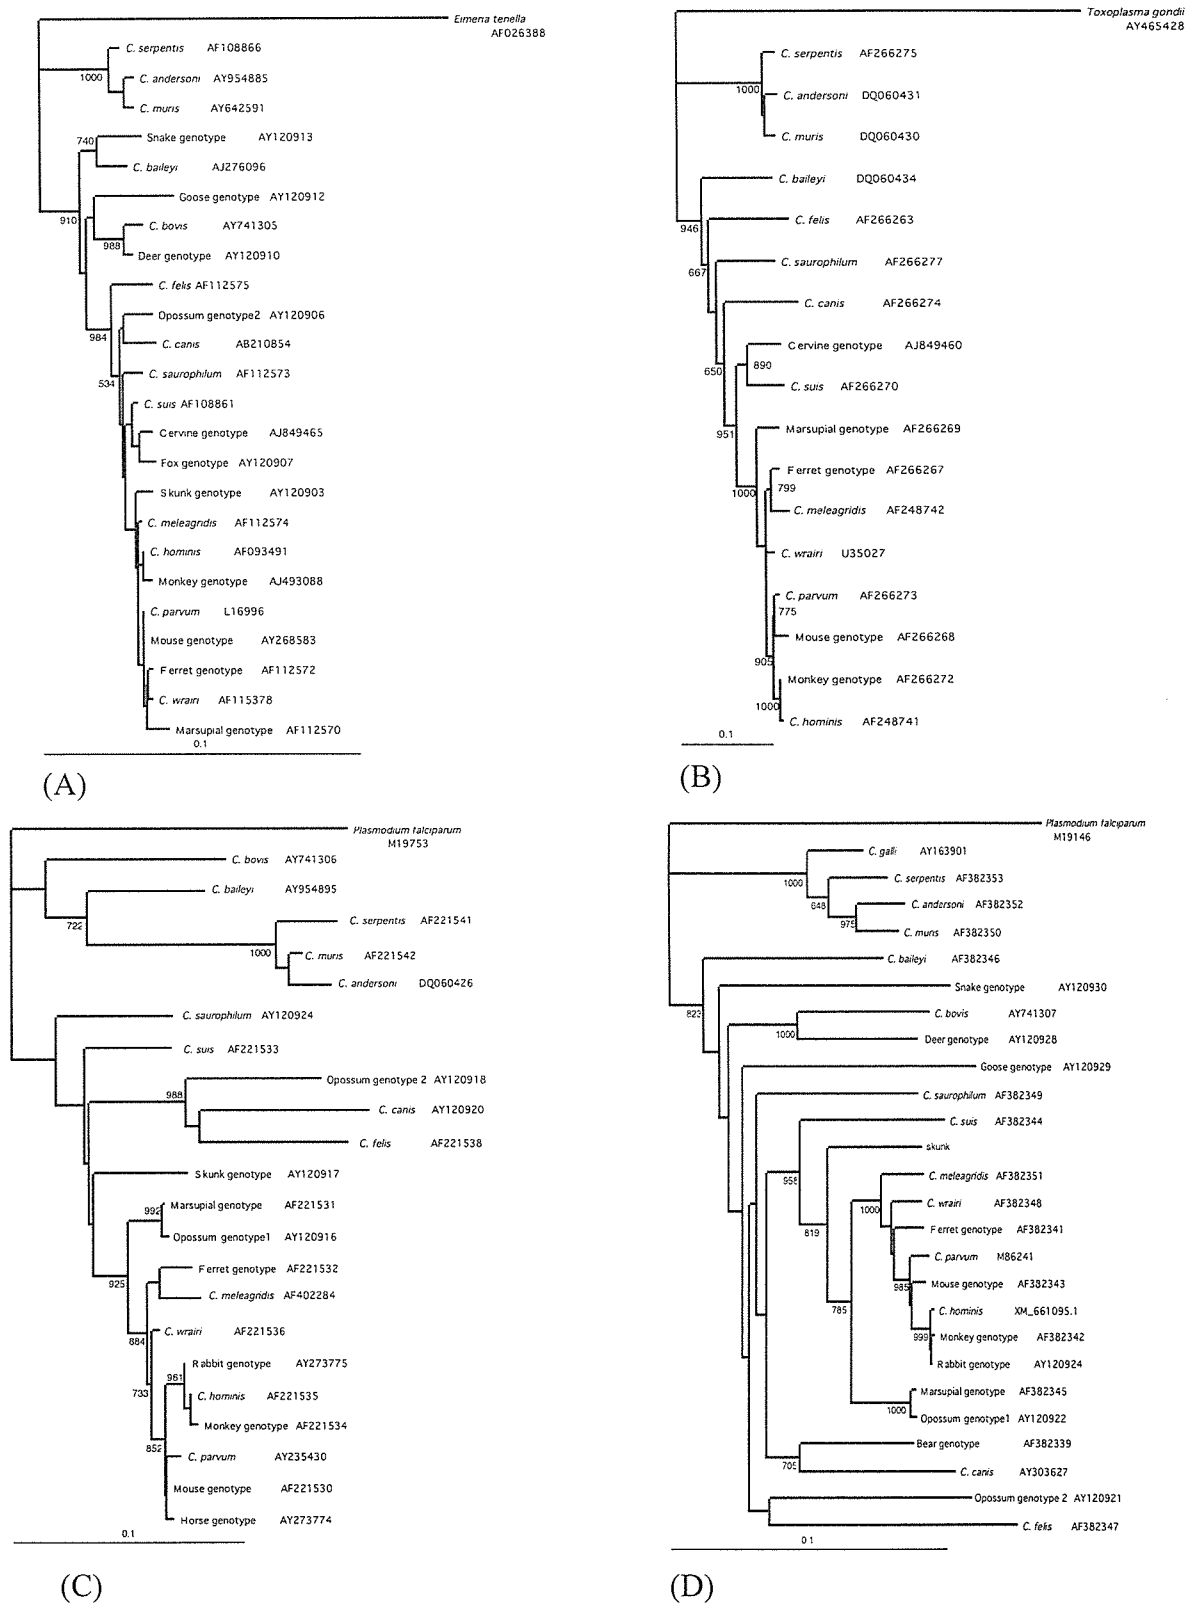 Eimeria tenella
AF026388
C. serpentis AF108866
1000
C. andersoni AY954885
C. muris AY642591
740
Snake genotype AY120913
C. baileyi AJ276096
Goose genotype AY120912
910
C. bovis AY741305
988
Deer genotype AY120910
C. felis AF112575
Opossum genotype2 AY120906
984
C. canis AB210854
C. saurophilum AF112573
534
C. suis AF108861
Cervine genotype AJ849465
Fox genotype AY120907
Skunk genotype AY120903
C. meleagridis AF112574
C. hominis AF093491
Monkey genotype AJ493088
C. parvum L16996
Mouse genotype AY268583
Ferret genotype AF112572
C. wrairi AF115378
Marsupial genotype AF112570
0.1
(A)
Toxoplasma gondii
AY465428
C. serpentis AF266275
1000
C. andersoni DQ060431
C. muris DQ060430
C. baileyi DQ060434
946
C. felis AF266263
667
C. saurophilum AF266277
C. canis AF266274
Cervine genotype AJ849460
650
890
C. suis AF266270
951
Marsupial genotype AF266269
Ferret genotype AF266267
1000
799
C. meleagridis AF248742
C. wrairi U35027
C. parvum AF266273
775
Mouse genotype AF266268
905
Monkey genotype AF266272
1000
C. hominis AF248741
0.1
(B)
Plasmodium falciparum
M19753
C. bovis AY741306
C. baileyi AY954895
722
C. serpentis AF221541
1000
C. muris AF221542
C. andersoni DQ060426
C. saurophilum AY120924
C. suis AF221533
Opossum genotype 2 AY120918
988
C. canis AY120920
C. felis AF221538
Skunk genotype AY120917
Marsupial genotype AF221531
992
Opossum genotype1 AY120916
Ferret genotype AF221532
925
C. meleagridis AF402284
C. wrairi AF221536
884
Rabbit genotype AY273775
961
733
C. hominis AF221535
Monkey genotype AF221534
852
C. parvum AY235430
Mouse genotype AF221530
Horse genotype AY273774
0.1
(C)
Plasmodium falciparum
M19146
C. galli AY163901
1000
C. serpentis AF382353
648
C. andersoni AF382352
975
C. muris AF382350
C. baileyi AF382346
Snake genotype AY120930
823
C. bovis AY741307
1000
Deer genotype AY120928
Goose genotype AY120929
C. saurophilum AF382349
C. suis AF382344
skunk
C. meleagridis AF382351
958
C. wrairi AF382348
1000
Ferret genotype AF382341
819
C. parvum M86241
Mouse genotype AF382343
985
C. hominis XM_661095.1
785
Monkey genotype AF382342
999
Rabbit genotype AY120924
Marsupial genotype AF382345
1000
Opossum genotype1 AY120922
Bear genotype AF382339
705
C. canis AY303627
Opossum genotype 2 AY120921
C. felis AF382347
0.1
(D)